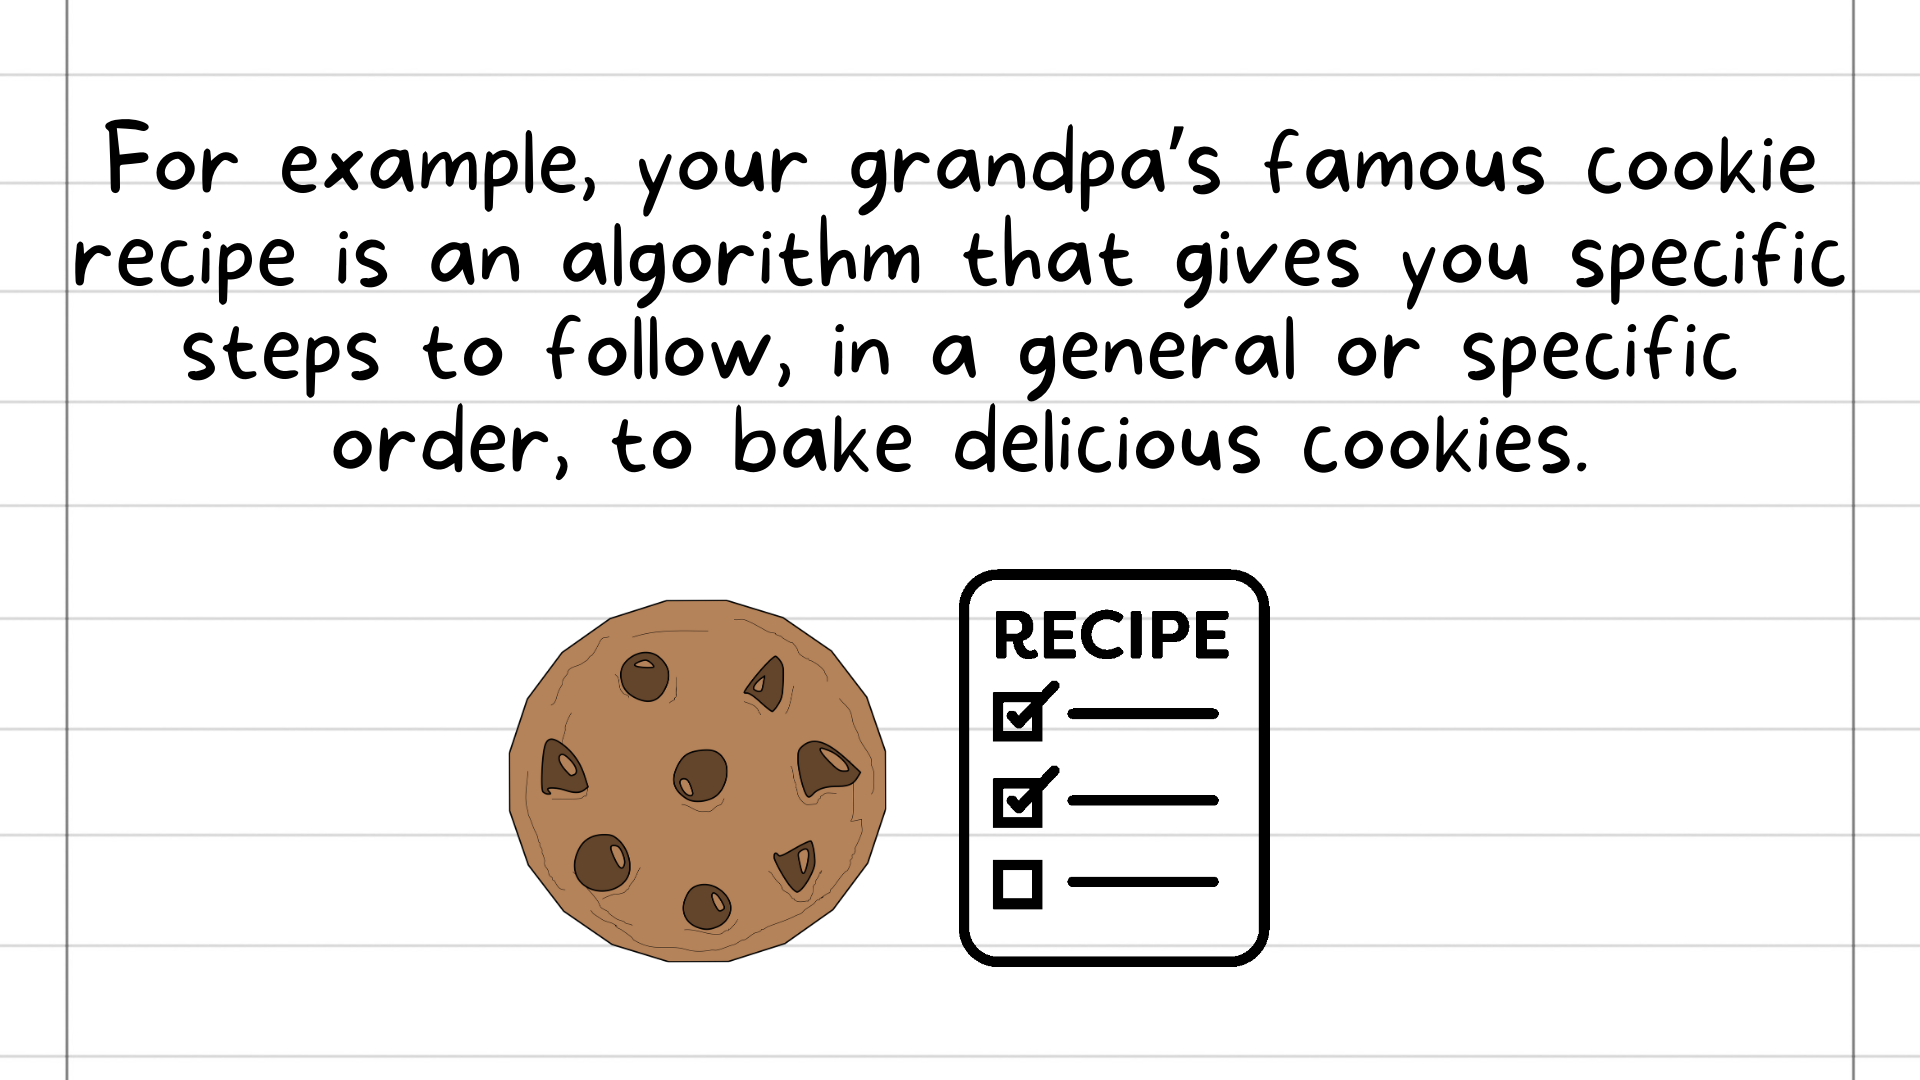 For example, your grandpa's famous cookie
recipe is an algorithm that gives you specific
steps to follow, in a general or specific
order, to bake delicious cookies.
RECIPE